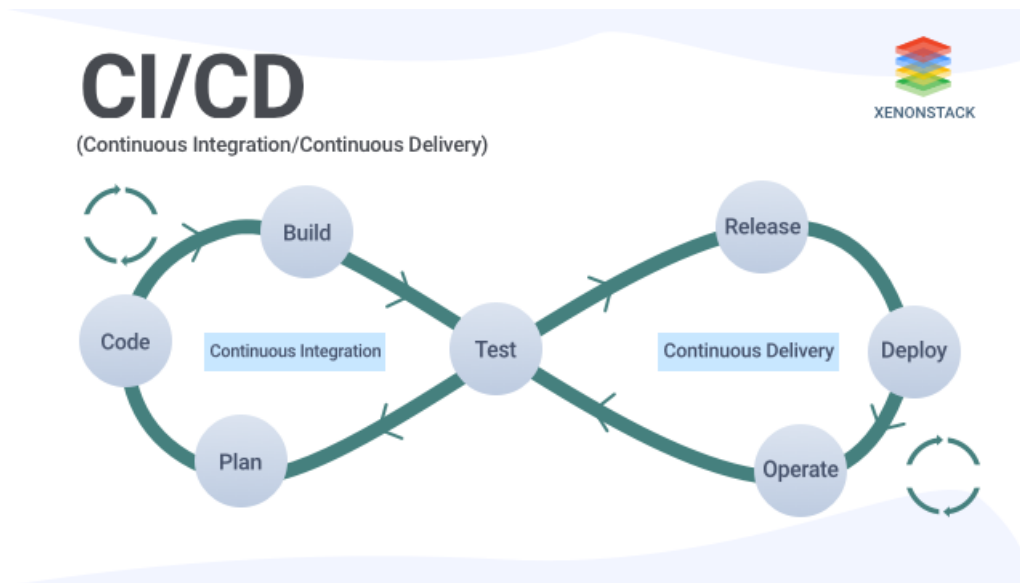 CI/CD
(Continuous Integration/Continuous Delivery)
XENONSTACK
Build
Release
Code
Continuous Integration
Test
Continuous Delivery
Deploy
Plan
Operate